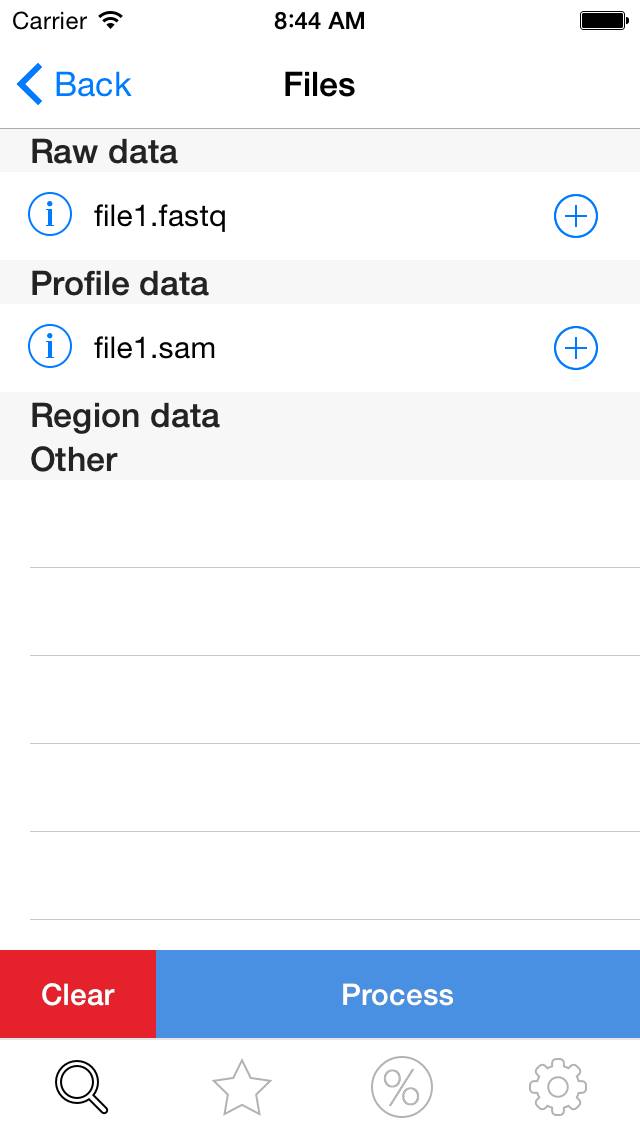 Carrier 8:44 AM
Back Files
Raw data
i file1.fastq
Profile data
i file1.sam
Region data
Other
Clear Process
%